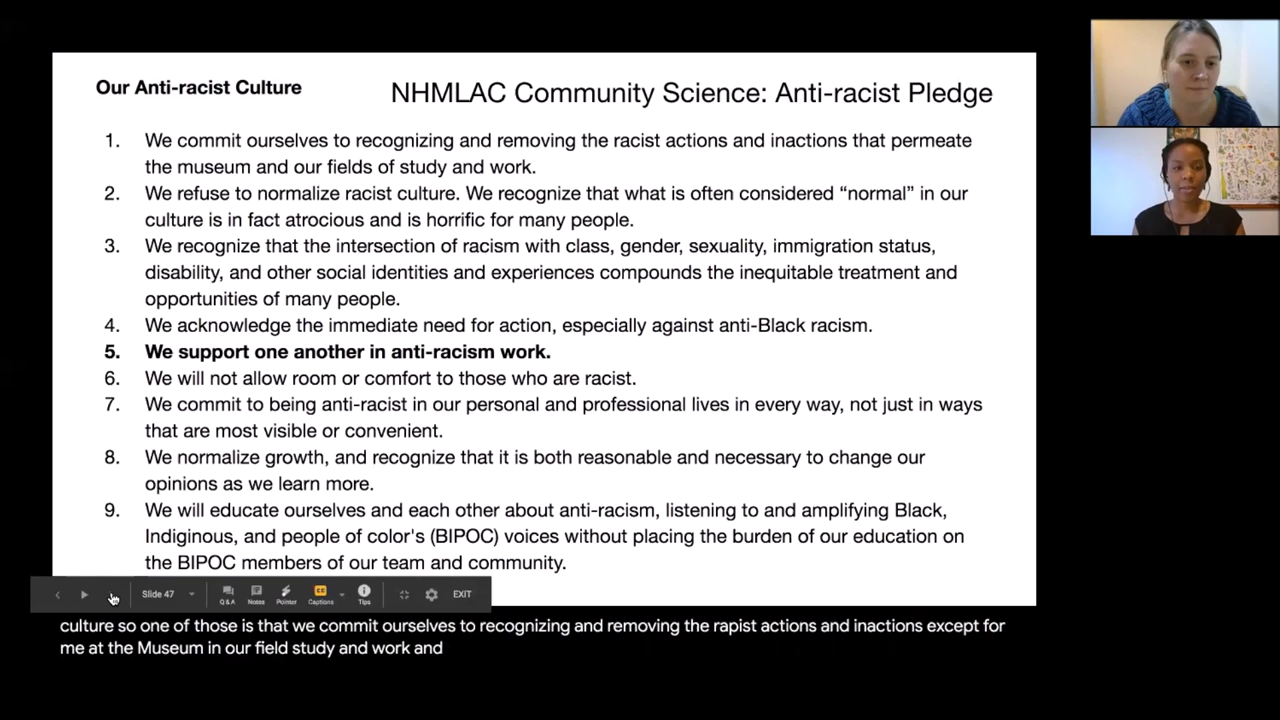 Our Anti-racist Culture
NHMLAC Community Science: Anti-racist Pledge
1. We commit ourselves to recognizing and removing the racist actions and inactions that permeate
the museum and our fields of study and work.
2. We refuse to normalize racist culture. We recognize that what is often considered “normal” in our
culture is in fact atrocious and is horrific for many people.
3. We recognize that the intersection of racism with class, gender, sexuality, immigration status,
disability, and other social identities and experiences compounds the inequitable treatment and
opportunities of many people.
4. We acknowledge the immediate need for action, especially against anti-Black racism.
5. We support one another in anti-racism work.
6. We will not allow room or comfort to those who are racist.
7. We commit to being anti-racist in our personal and professional lives in every way, not just in ways
that are most visible or convenient.
8. We normalize growth, and recognize that it is both reasonable and necessary to change our
opinions as we learn more.
9. We will educate ourselves and each other about anti-racism, listening to and amplifying Black,
Indiginous, and people of color's (BIPOC) voices without placing the burden of our education on
the BIPOC members of our team and community.
Slide 47 Q&A Notes Pointer CC Captions Tips EXIT
culture so one of those is that we commit ourselves to recognizing and removing the rapist actions and inactions except for
me at the Museum in our field study and work and